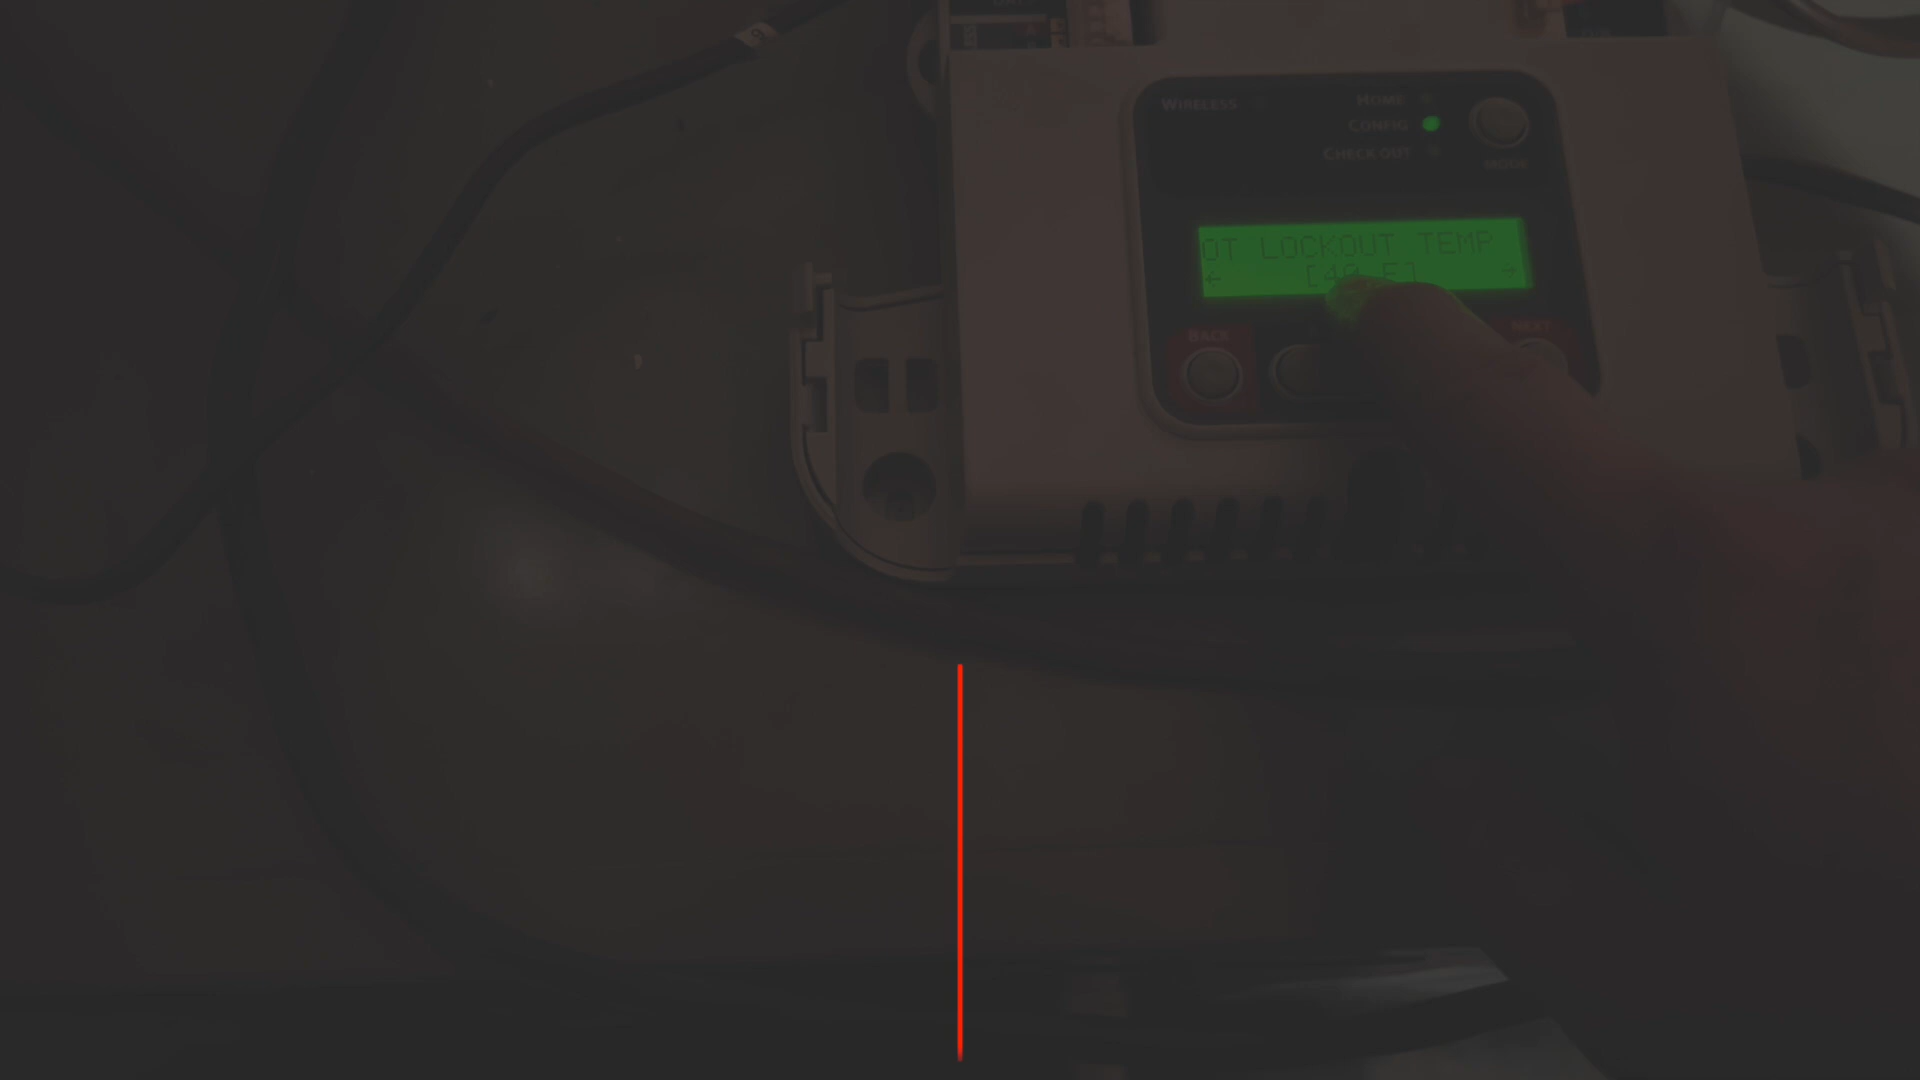 WIRELESS
HOME
CONFIG
CHECK OUT
MODE
OT LOCKOUT TEMP
BACK
NEXT